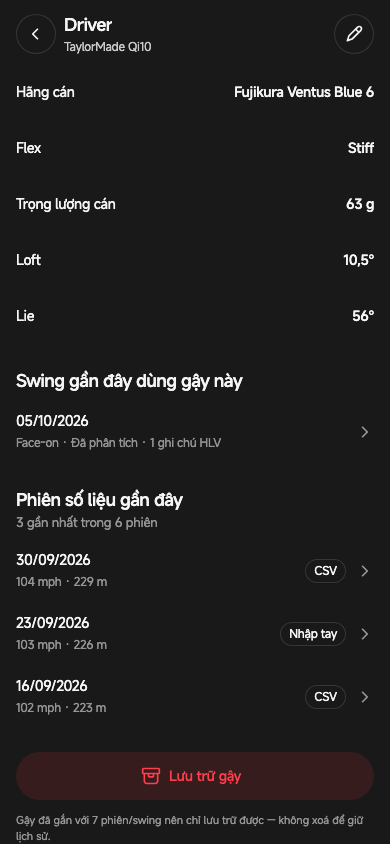 Driver
TaylorMade Qi10
Hãng cán
Fujikura Ventus Blue 6
Flex
Stiff
Trọng lượng cán
63 g
Loft
10,5°
Lie
56°
Swing gần đây dùng gậy này
05/10/2026
Face-on · Đã phân tích · 1 ghi chú HLV
Phiên số liệu gần đây
3 gần nhất trong 6 phiên
30/09/2026
104 mph · 229 m
CSV
23/09/2026
103 mph · 226 m
Nhập tay
16/09/2026
102 mph · 223 m
CSV
Lưu trữ gậy
Gậy đã gắn với 7 phiên/swing nên chỉ lưu trữ được — không xoá để giữ
lịch sử.